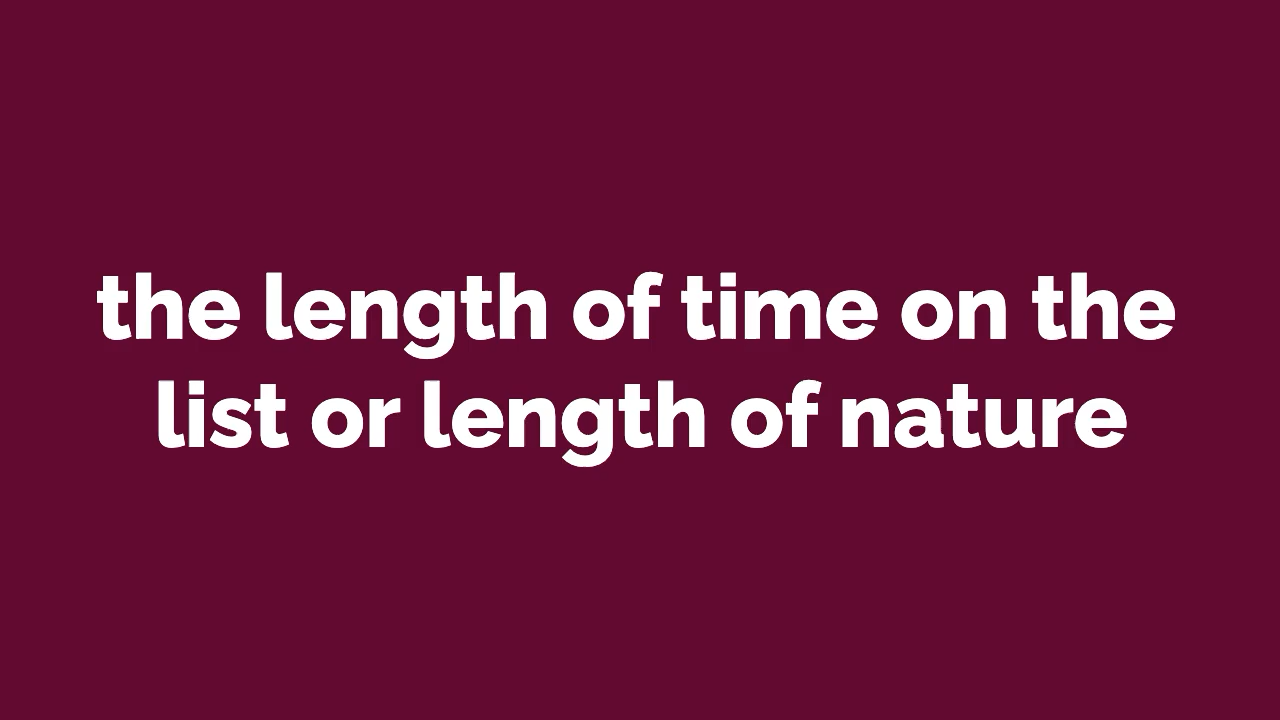 the length of time on the
list or length of nature